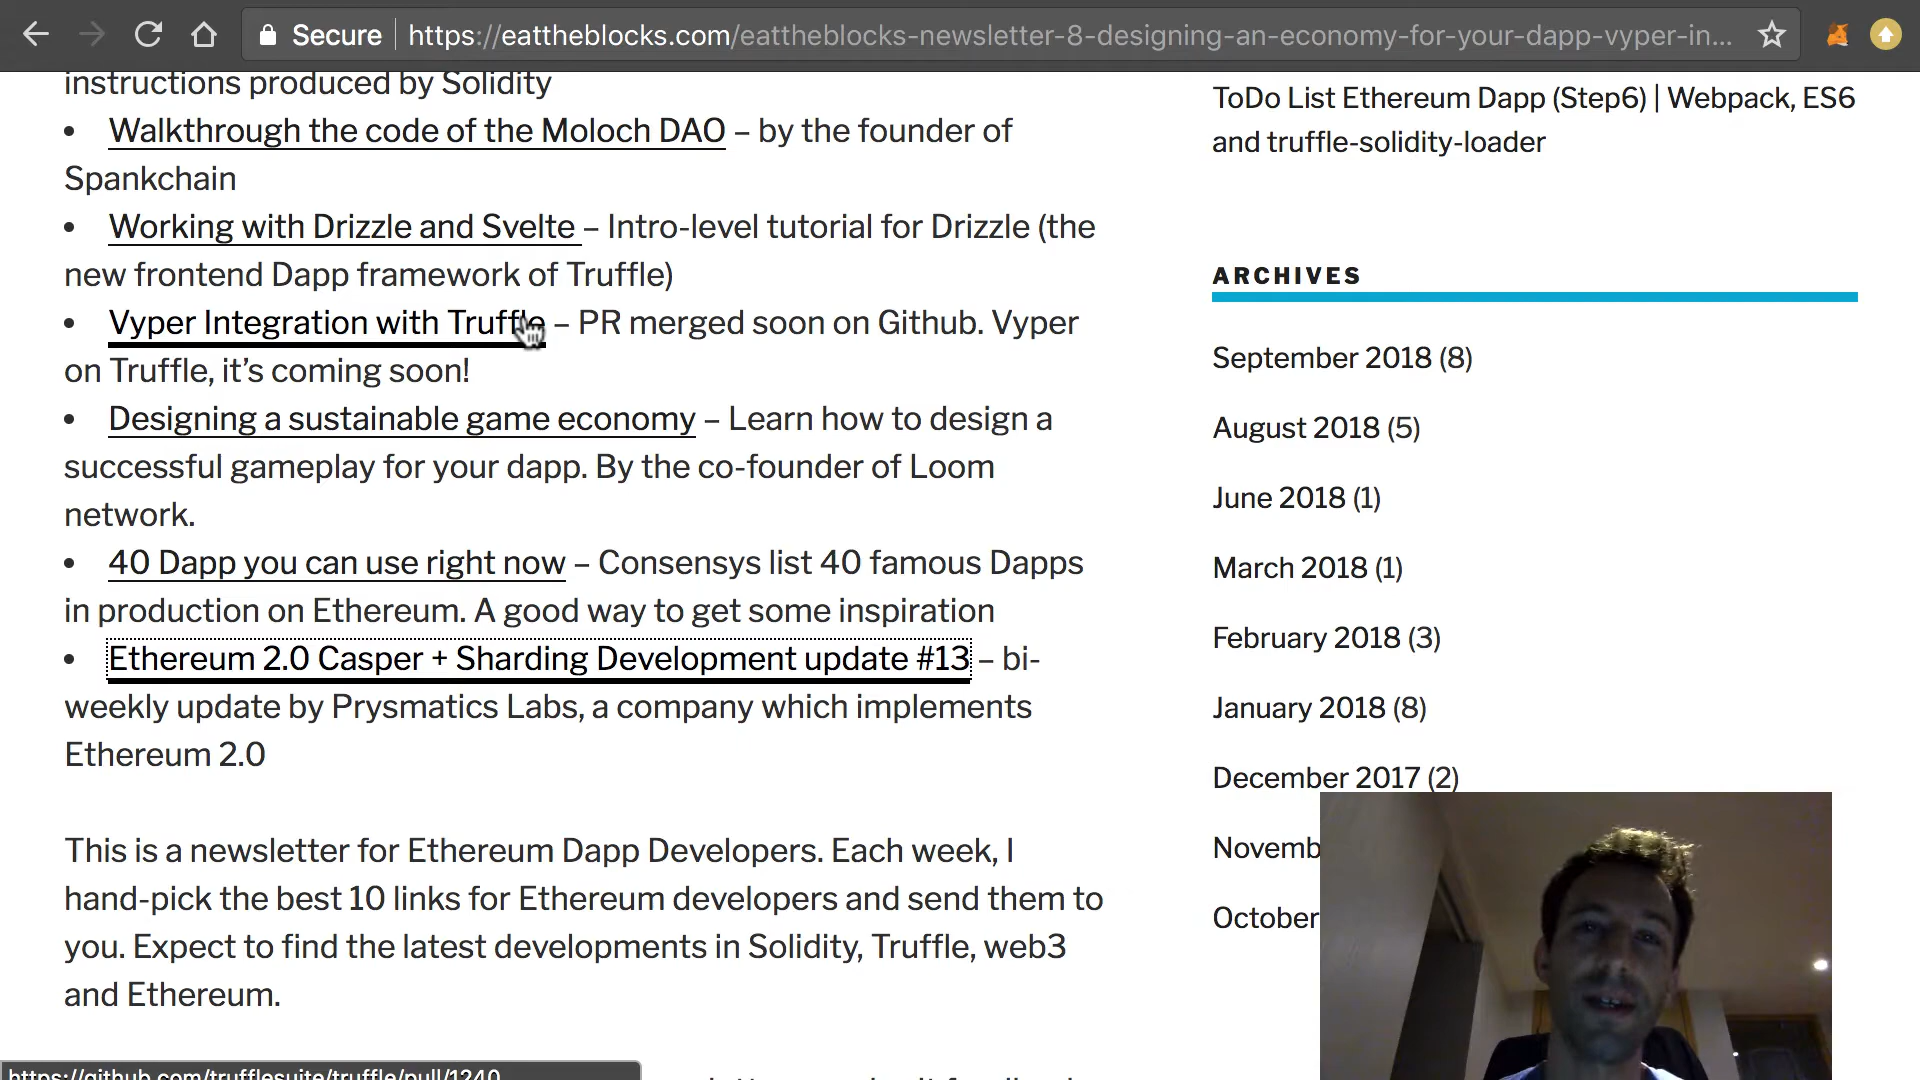 Secure https://eattheblocks.com/eattheblocks-newsletter-8-designing-an-economy-for-your-dapp-vyper-in...
instructions produced by Solidity
• Walkthrough the code of the Moloch DAO – by the founder of
Spankchain
• Working with Drizzle and Svelte – Intro-level tutorial for Drizzle (the
new frontend Dapp framework of Truffle)
• Vyper Integration with Truffle – PR merged soon on Github. Vyper
on Truffle, it’s coming soon!
• Designing a sustainable game economy – Learn how to design a
successful gameplay for your dapp. By the co-founder of Loom
network.
• 40 Dapp you can use right now – Consensys list 40 famous Dapps
in production on Ethereum. A good way to get some inspiration
• Ethereum 2.0 Casper + Sharding Development update #13 – bi-
weekly update by Prysmatics Labs, a company which implements
Ethereum 2.0
This is a newsletter for Ethereum Dapp Developers. Each week, I
hand-pick the best 10 links for Ethereum developers and send them to
you. Expect to find the latest developments in Solidity, Truffle, web3
and Ethereum.
https://github.com/trufflesuite/truffle/pull/1240
ToDo List Ethereum Dapp (Step6) | Webpack, ES6
and truffle-solidity-loader
ARCHIVES
September 2018 (8)
August 2018 (5)
June 2018 (1)
March 2018 (1)
February 2018 (3)
January 2018 (8)
December 2017 (2)
Novemb
October